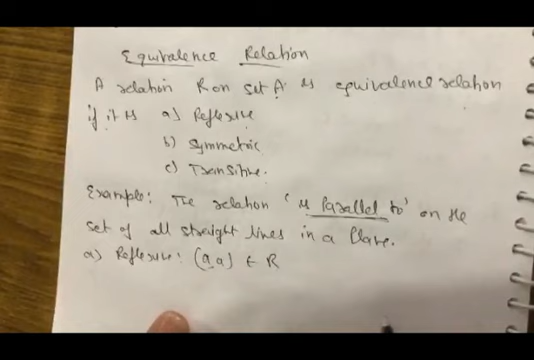 Equivalence Relation
A relation R on set A is equivalence relation
if it is a) Reflexive
b) Symmetric
c) Transitive.
Example: The relation 'is Parallel to' on the
set of all straight lines in a Plane.
a) Reflexive: (a, a) ∈ R